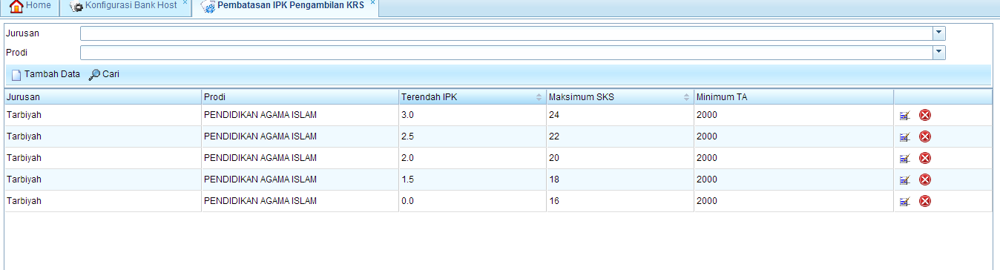 Home Konfigurasi Bank Host × Pembatasan IPK Pengambilan KRS ×
Jurusan
Prodi
Tambah Data Cari
Jurusan Prodi Terendah IPK Maksimum SKS Minimum TA
Tarbiyah PENDIDIKAN AGAMA ISLAM 3.0 24 2000
Tarbiyah PENDIDIKAN AGAMA ISLAM 2.5 22 2000
Tarbiyah PENDIDIKAN AGAMA ISLAM 2.0 20 2000
Tarbiyah PENDIDIKAN AGAMA ISLAM 1.5 18 2000
Tarbiyah PENDIDIKAN AGAMA ISLAM 0.0 16 2000